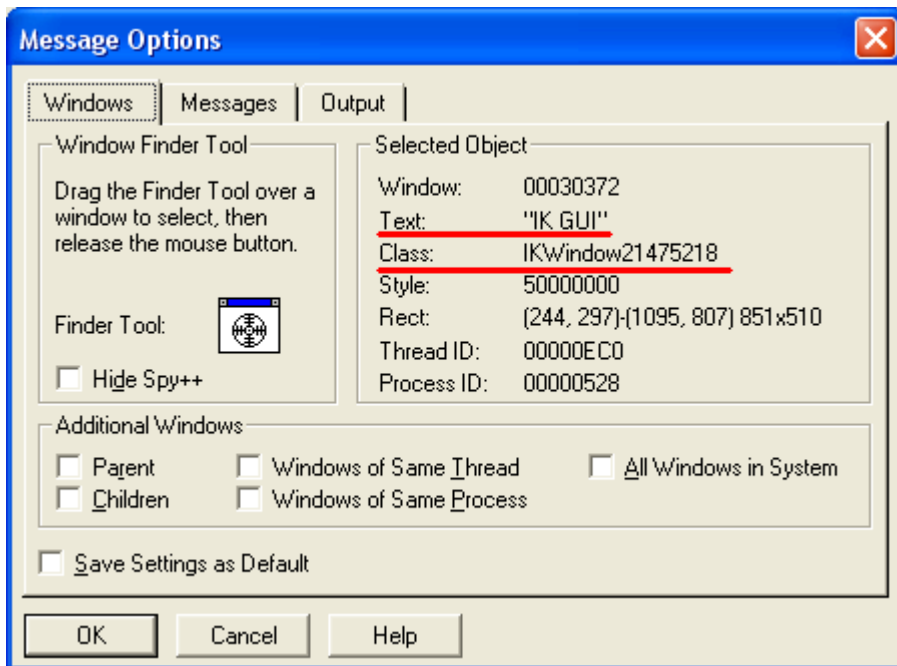 Message Options
Windows
Messages
Output
Window Finder Tool
Drag the Finder Tool over a
window to select, then
release the mouse button.
Finder Tool:
Hide Spy++
Selected Object
Window: 00030372
Text: "IK GUI"
Class: IKWindow21475218
Style: 50000000
Rect: (244, 297)-(1095, 807) 851x510
Thread ID: 00000EC0
Process ID: 00000528
Additional Windows
Parent
Windows of Same Thread
All Windows in System
Children
Windows of Same Process
Save Settings as Default
OK
Cancel
Help